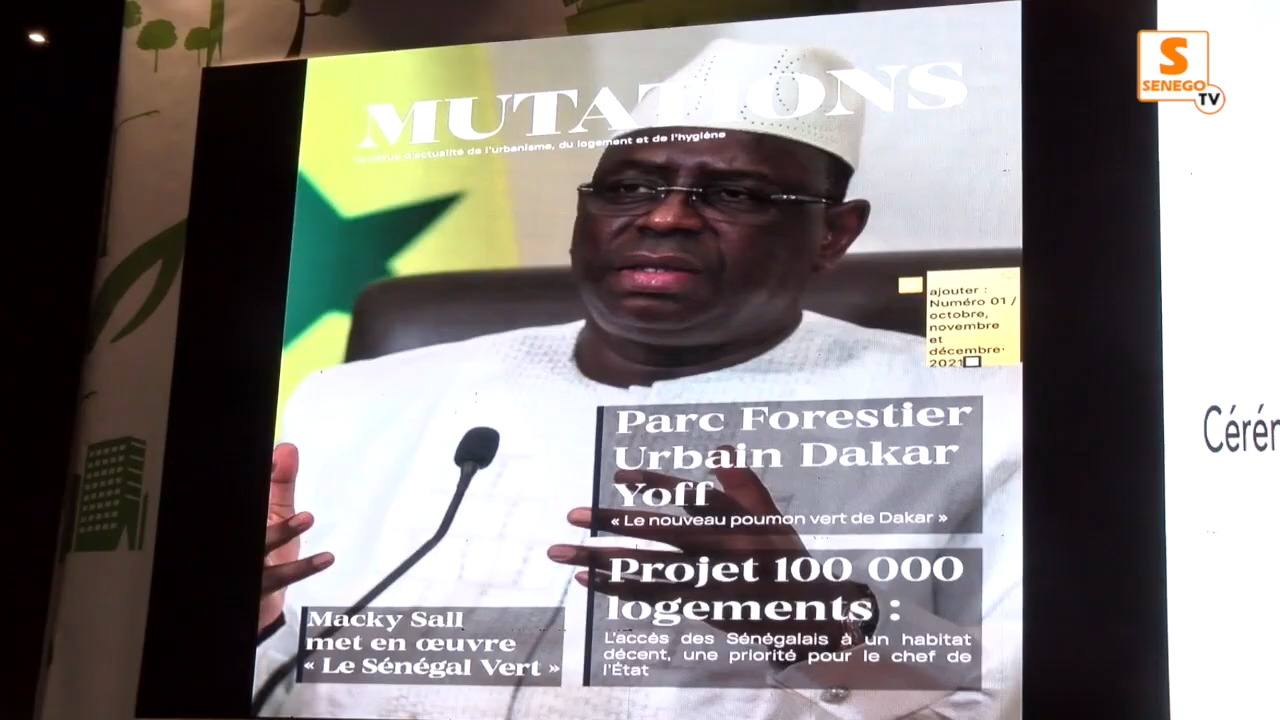 S
SENEGO
TV
MUTATIONS
La revue d'actualité de l'urbanisme, du logement et de l'hygiène
ajouter :
Numéro 01 /
octobre,
novembre
et
décembre
2021
Parc Forestier
Urbain Dakar
Yoff
« Le nouveau poumon vert de Dakar »
Projet 100 000
logements :
L'accès des Sénégalais à un habitat
décent, une priorité pour le chef de
l'État
Macky Sall
met en œuvre
« Le Sénégal Vert »